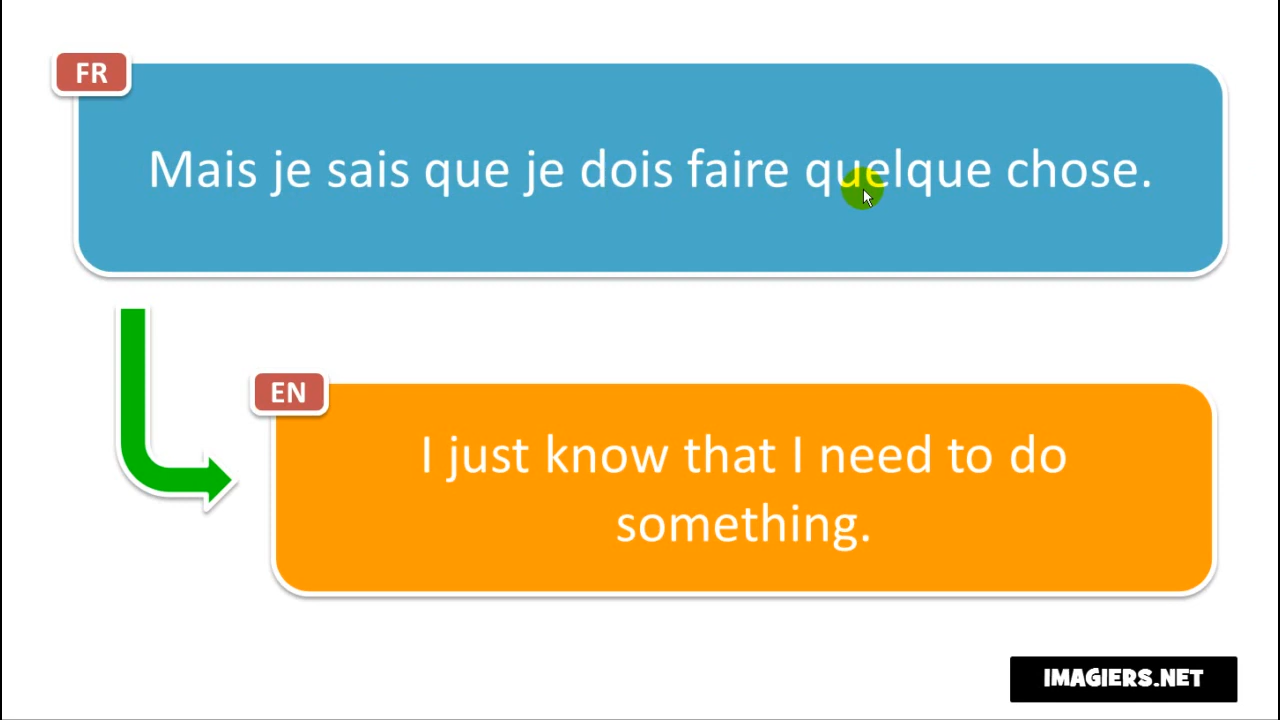 FR
Mais je sais que je dois faire quelque chose.
EN
I just know that I need to do
something.
IMAGIERS.NET